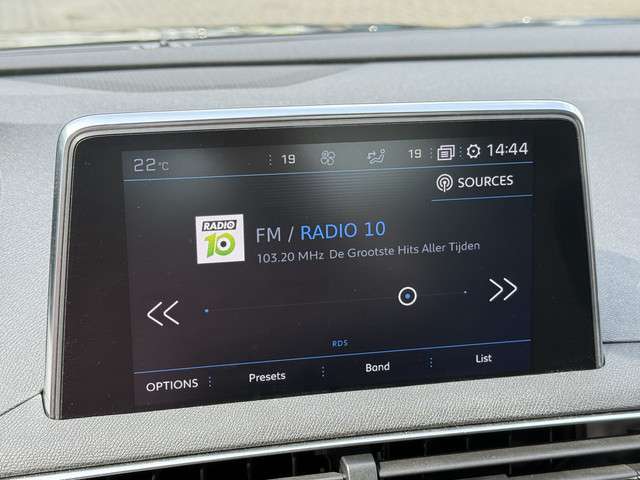 22 °C 19 19 14:44
SOURCES
RADIO
10
FM / RADIO 10
103.20 MHz De Grootste Hits Aller Tijden
RDS
OPTIONS Presets Band List